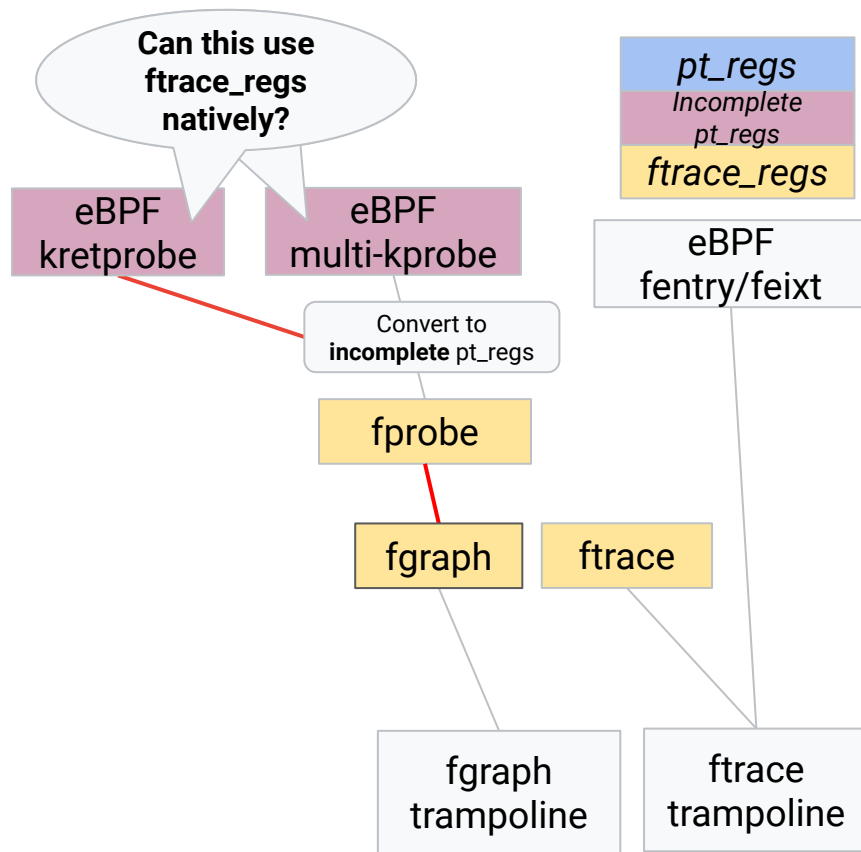 Can this use
ftrace_regs
natively?
pt_regs
Incomplete
pt_regs
ftrace_regs
eBPF
kretprobe
eBPF
multi-kprobe
eBPF
fentry/feixt
Convert to
incomplete pt_regs
fprobe
fgraph
ftrace
fgraph
trampoline
ftrace
trampoline